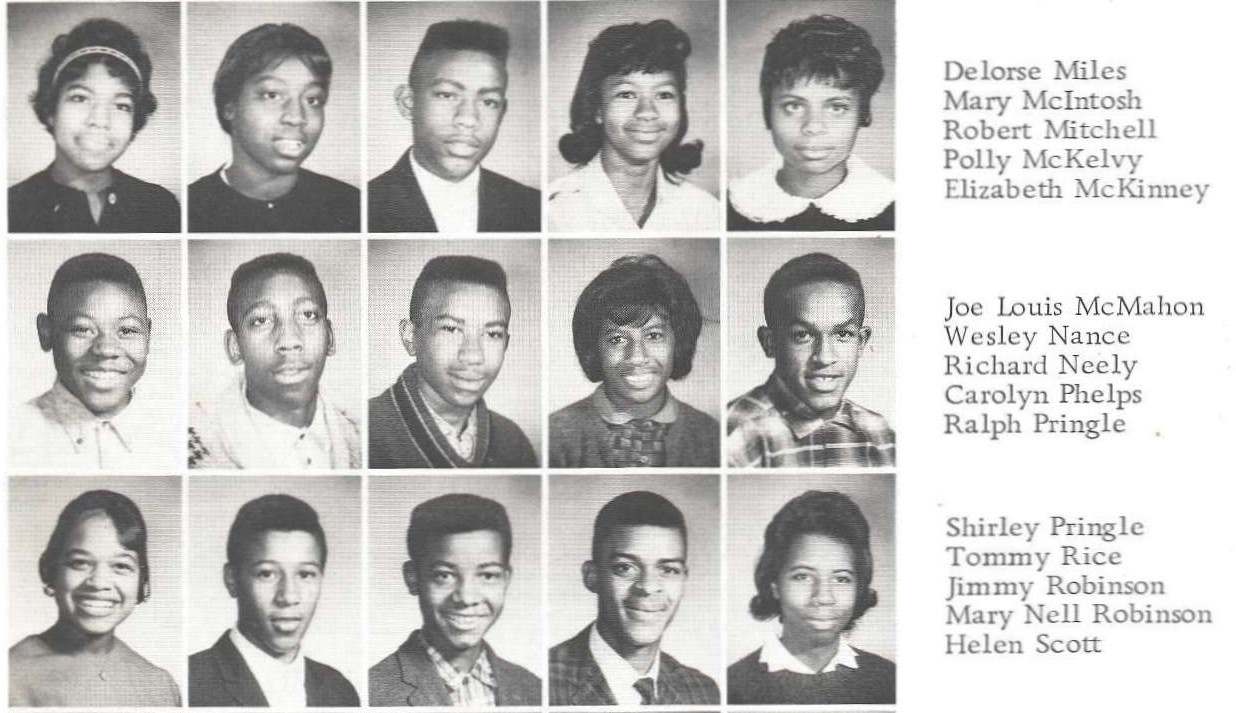 Delorse Miles
Mary McIntosh
Robert Mitchell
Polly McKelvy
Elizabeth McKinney
Joe Louis McMahon
Wesley Nance
Richard Neely
Carolyn Phelps
Ralph Pringle
Shirley Pringle
Tommy Rice
Jimmy Robinson
Mary Nell Robinson
Helen Scott